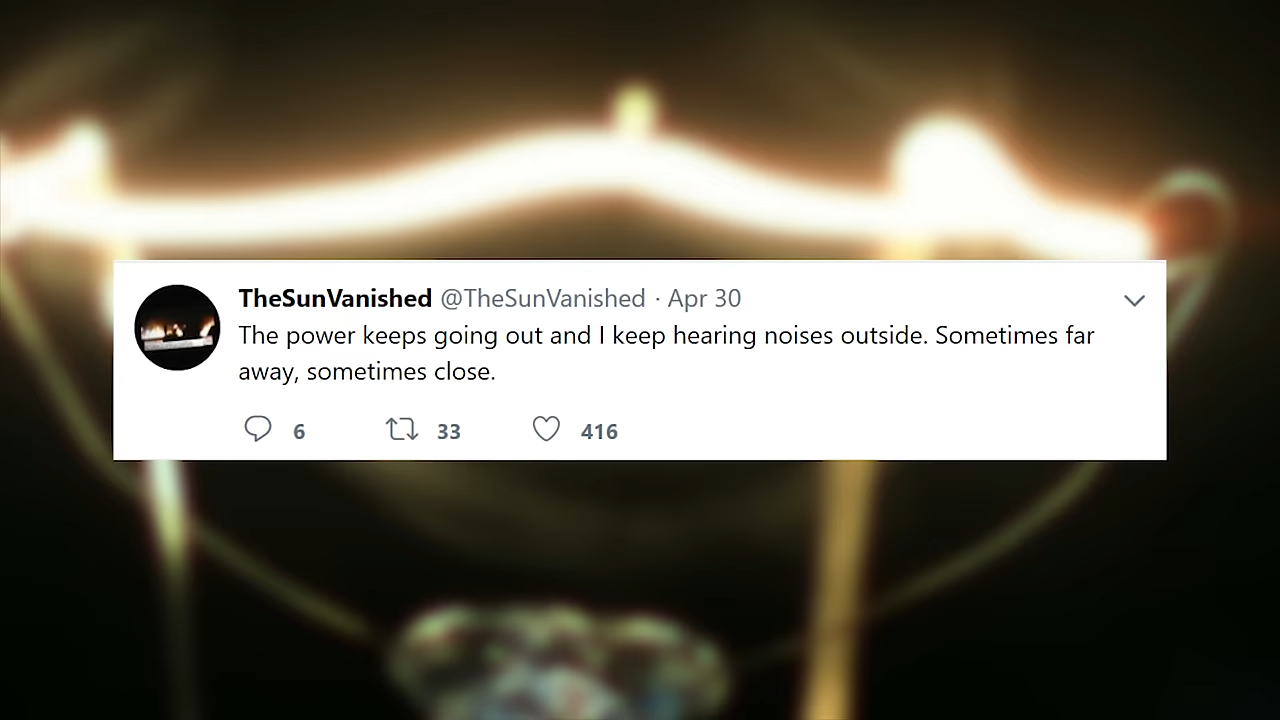 TheSunVanished @TheSunVanished · Apr 30
The power keeps going out and I keep hearing noises outside. Sometimes far
away, sometimes close.
6 33 416